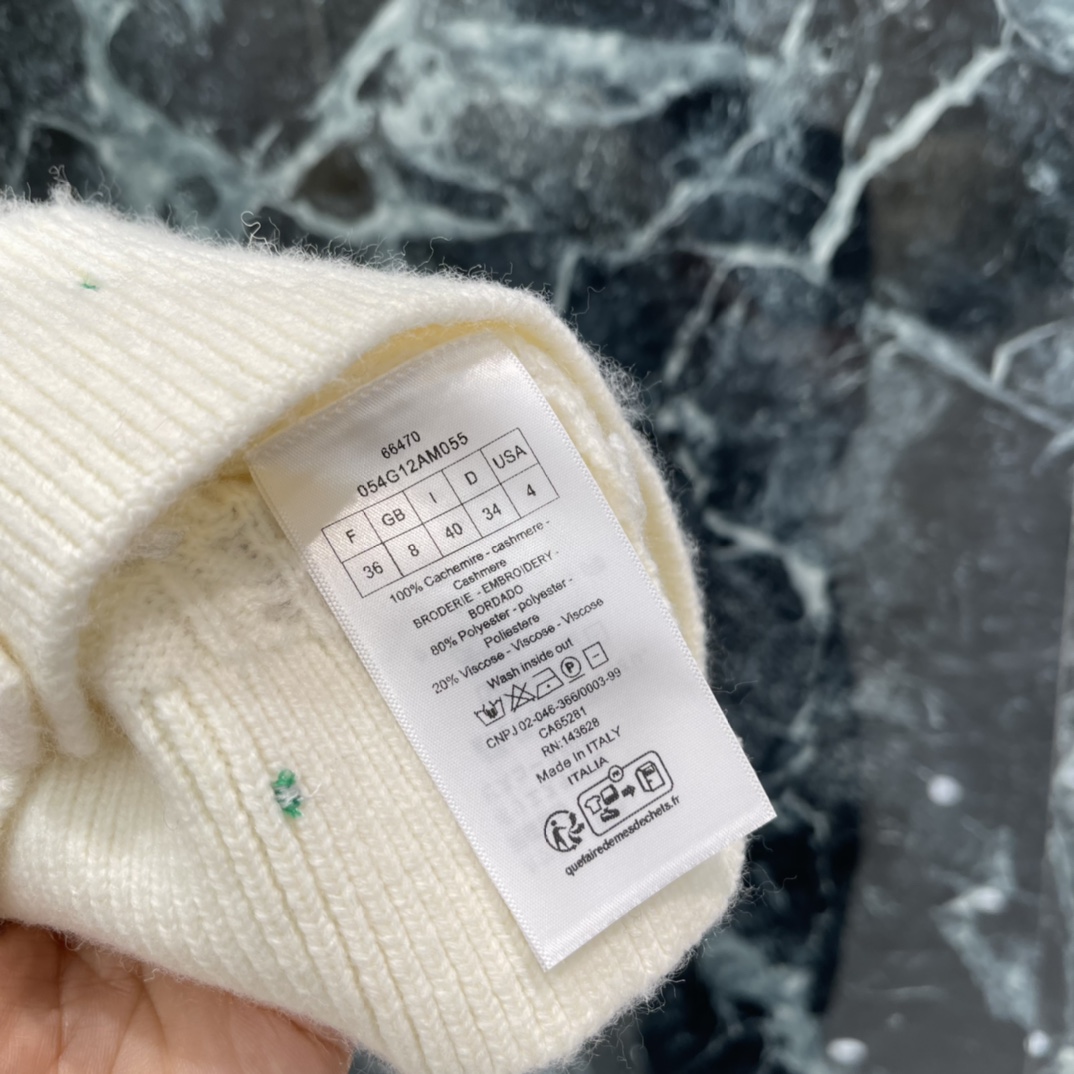 66470
054G12AM055
F GB I D USA
36 8 40 34 4
100% Cachemire - cashmere -
Cashmere
BRODERIE - EMBROIDERY -
BORDADO
80% Polyester - polyester -
Poliestere
20% Viscose - Viscose - Viscose
Wash inside out
P
CNPJ 02-046-366/0003-99
CA65281
RN:143628
Made In ITALY
ITALIA
quefairedemesdechets.fr